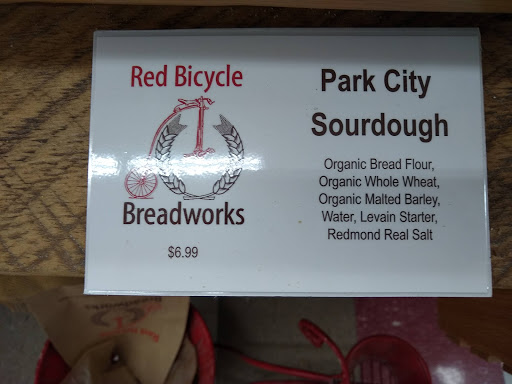 Red Bicycle
Breadworks
$6.99
Park City
Sourdough
Organic Bread Flour,
Organic Whole Wheat,
Organic Malted Barley,
Water, Levain Starter,
Redmond Real Salt
Breadworks